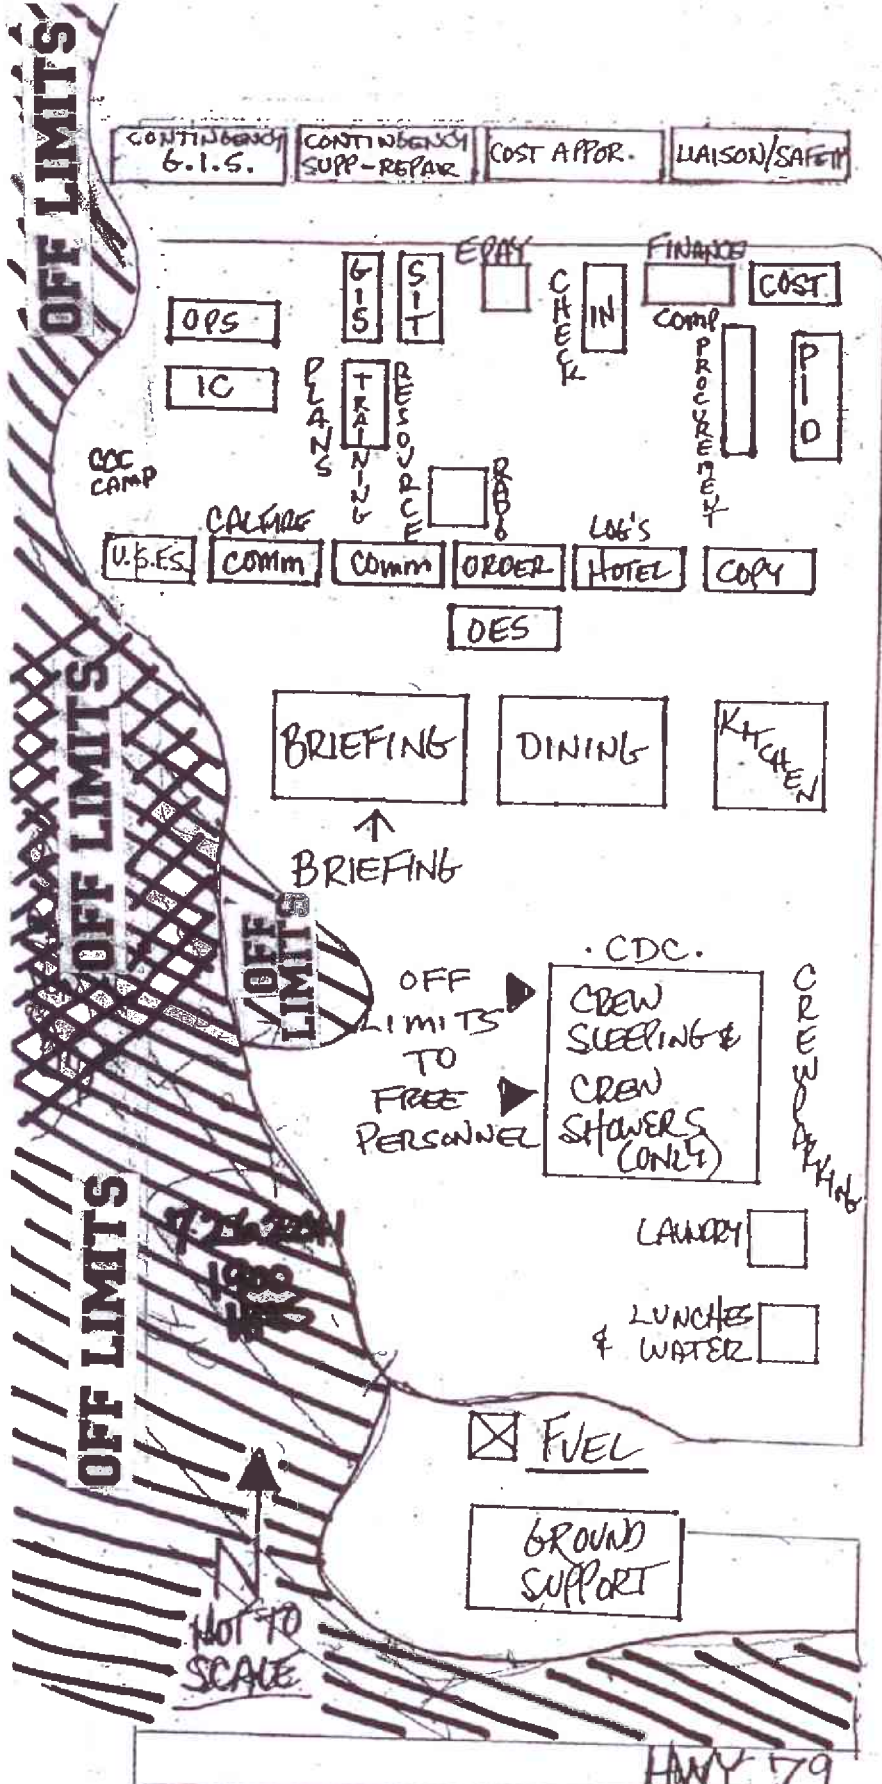 OFF LIMITS
CONTINGENCY
G.I.S.
CONTINGENCY
SUPP-REPAIR
COST APPOR.
LIAISON/SAFETY
OPS
IC
GIS
SIT
EPAY
CHECK
IN
FINANCE
COMP
COST
PROCUREMENT
PIO
PLANS
TRAINING
RESOURCE
RADIO
CAMP
U.S.F.S.
CALFIRE
COMM
COMM
ORDER
LOG'S
HOTEL
COPY
OES
OFF LIMITS
BRIEFING
DINING
KITCHEN
BRIEFING
OFF
LIMITS
OFF
LIMITS
TO
FREE
PERSONNEL
. CDC.
CREW
SLEEPING &
CREW
SHOWERS
(ONLY)
CREW PARKING
LAUNDRY
LUNCHES
& WATER
OFF LIMITS
FUEL
GROUND
SUPPORT
N
NOT TO
SCALE
HWY 79